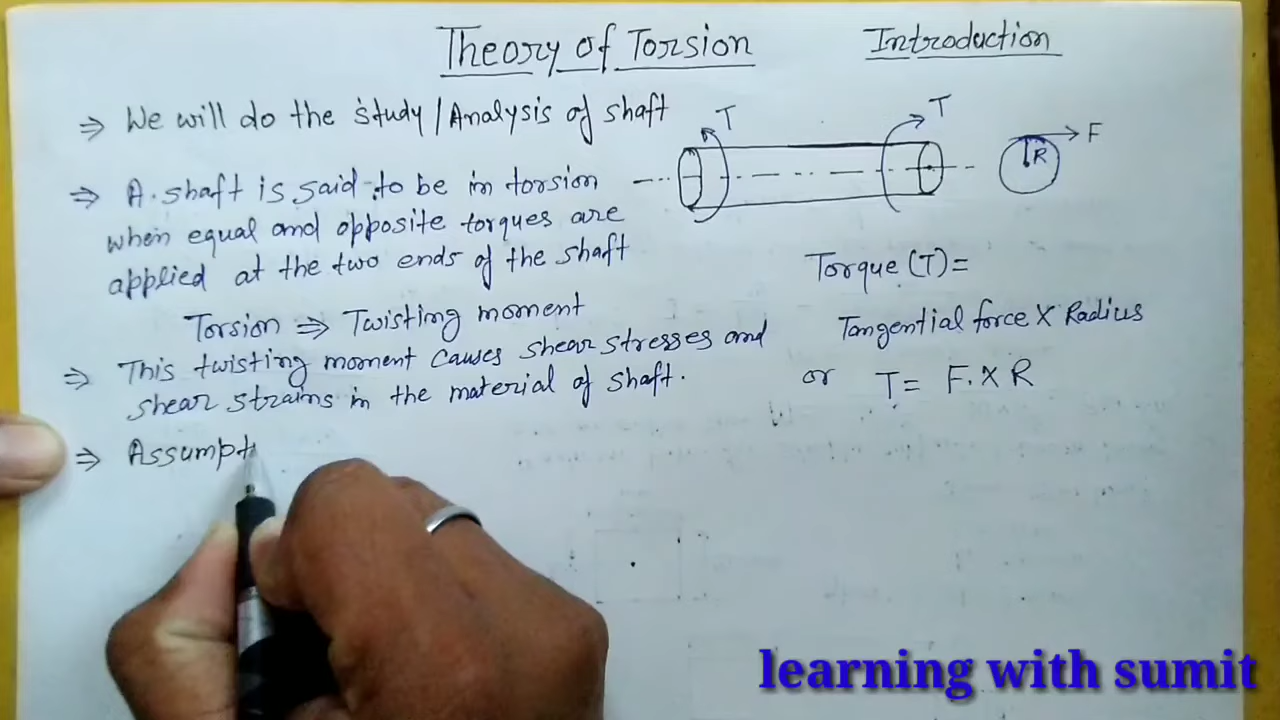 Theory of Torsion Introduction
⇒ We will do the study/Analysis of shaft
⇒ A shaft is said to be in torsion
when equal and opposite torques are
applied at the two ends of the shaft
Torsion ⇒ Twisting moment
⇒ This twisting moment causes shear stresses and
shear strains in the material of shaft.
⇒ Assumpt
T T
F
R
Torque (T) =
Tangential force X Radius
or T = F. X R
learning with sumit